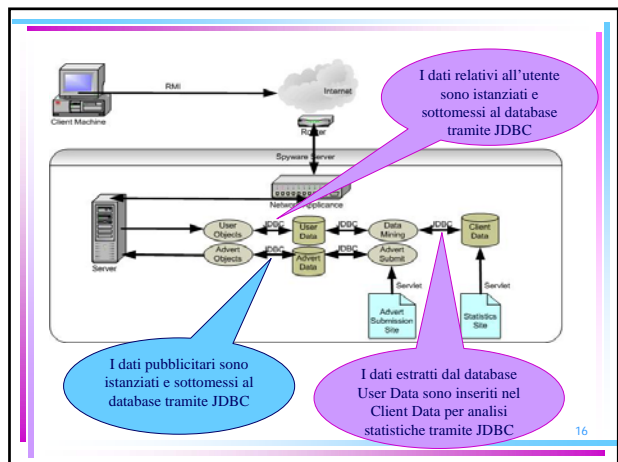 I dati relativi all'utente
sono istanziati e
sottomessi al database
tramite JDBC
RMI
Internet
Client Machine
Router
Spyware Server
Network Applicance
Server
User
Objects
JDBC
User
Data
JDBC
Data
Mining
JDBC
Client
Data
Advert
Objects
JDBC
Advert
Data
JDBC
Advert
Submit
Servlet
Servlet
Advert
Submission
Site
Statistics
Site
I dati pubblicitari sono
istanziati e sottomessi al
database tramite JDBC
I dati estratti dal database
User Data sono inseriti nel
Client Data per analisi
statistiche tramite JDBC
16